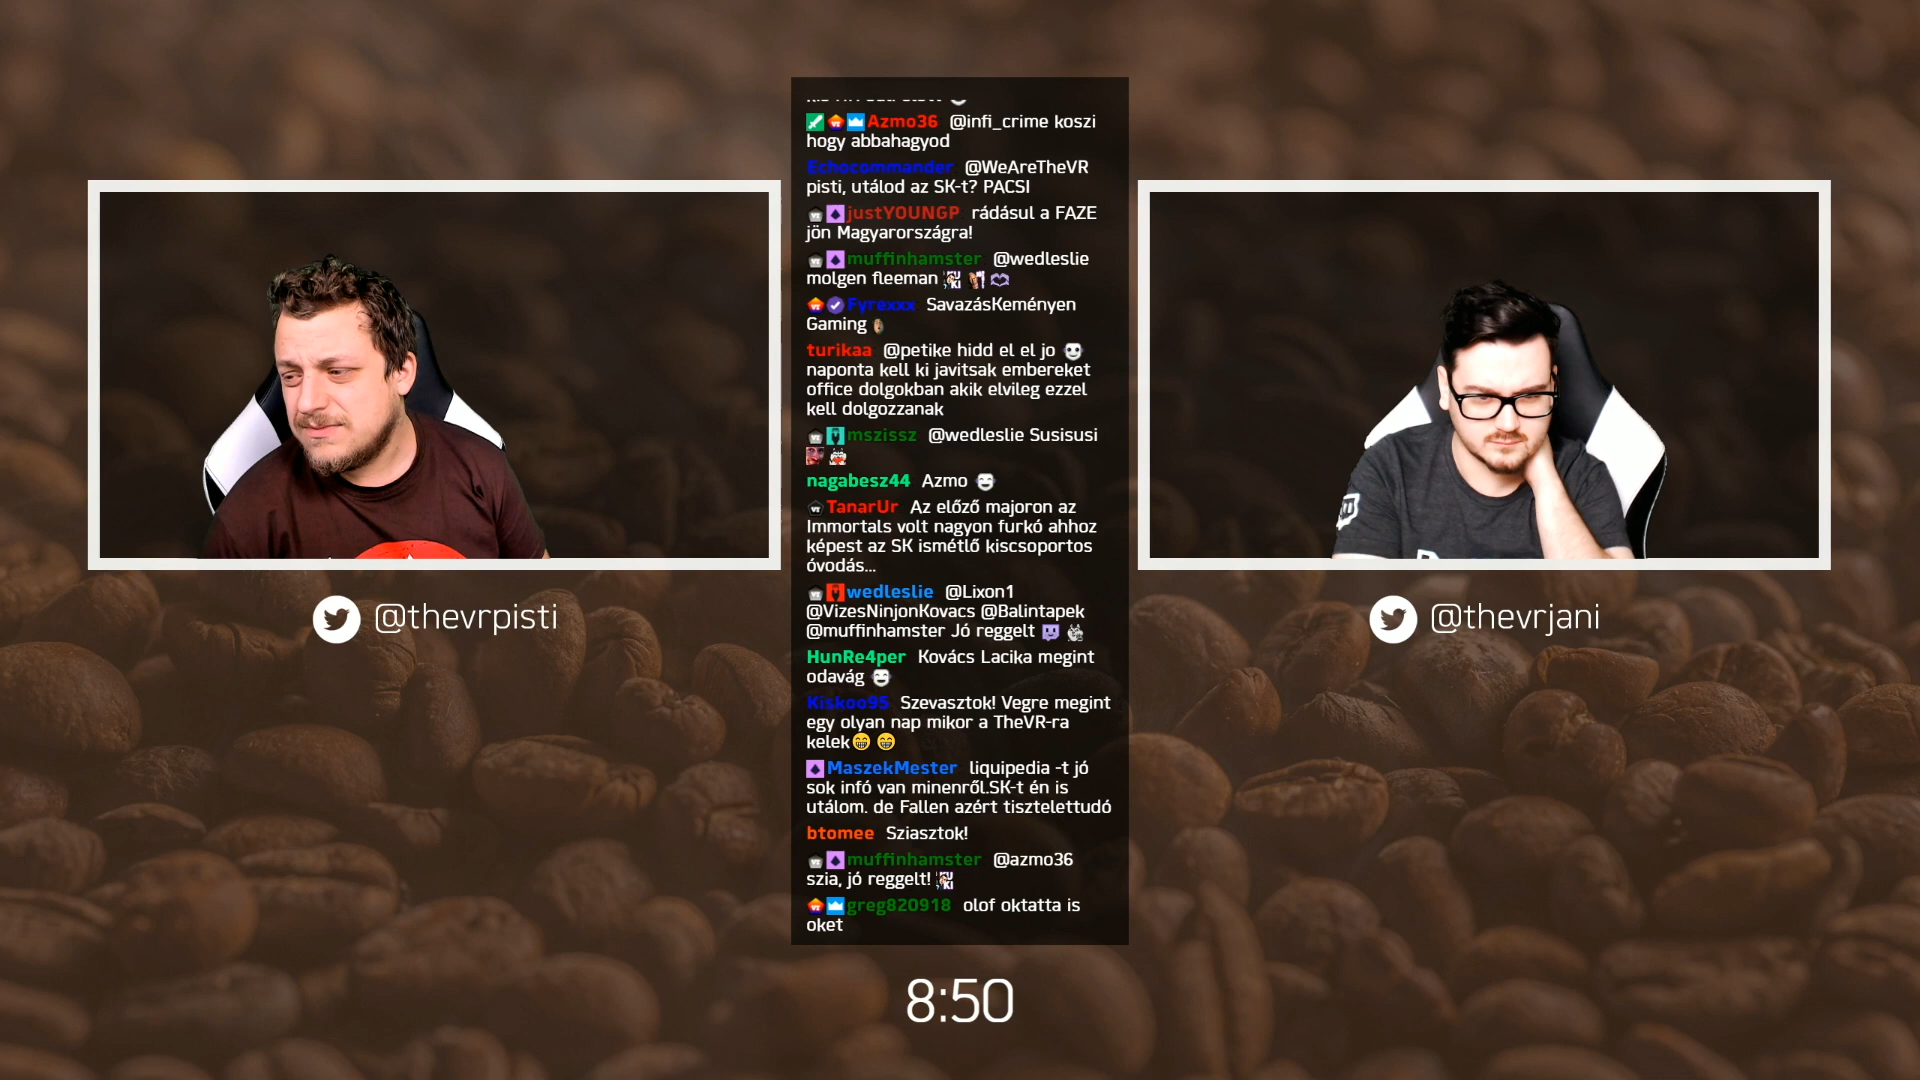 Azmo36 @infi_crime koszi
hogy abbahagyod
Echocommander @WeAreTheVR
pisti, utálod az SK-t? PACSI
justYOUNGP rádásul a FAZE
jön Magyarországra!
muffinhamster @wedleslie
molgen fleeman
Fyrexxx SavazásKeményen
Gaming
turikaa @petike hidd el el jo
naponta kell ki javitsak embereket
office dolgokban akik elvileg ezzel
kell dolgozzanak
mszissz @wedleslie Susisusi
nagabesz44 Azmo
TanarUr Az előző majoron az
Immortals volt nagyon furkó ahhoz
képest az SK ismétlő kiscsoportos
óvodás...
wedleslie @Lixon1
@VizesNinjonKovacs @Balintapek
@muffinhamster Jó reggelt
HunRe4per Kovács Lacika megint
odavág
Kiskoo95 Szevasztok! Vegre megint
egy olyan nap mikor a TheVR-ra
kelek
MaszekMester liquipedia -t jó
sok infó van minenről.SK-t én is
utálom. de Fallen azért tisztelettudó
btomee Sziasztok!
muffinhamster @azmo36
szia, jó reggelt!
greg820918 olof oktatta is
oket
@thevrpisti
@thevrjani
8:50